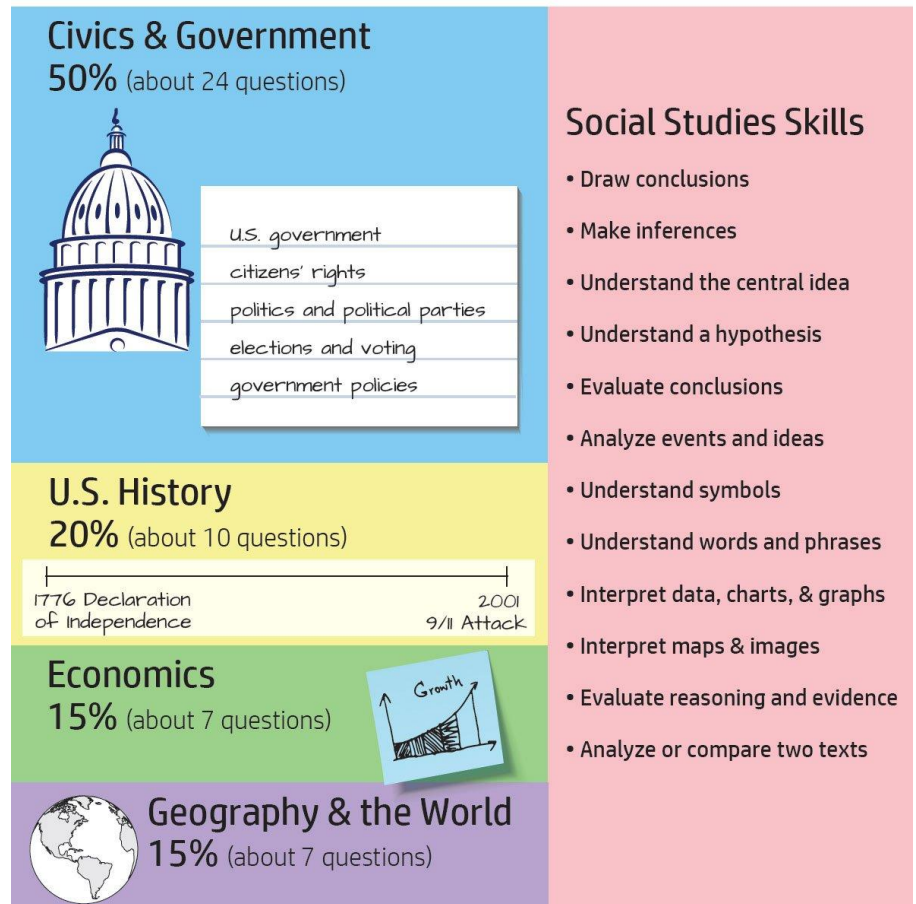 Civics & Government
50% (about 24 questions)
U.S. government
citizens' rights
politics and political parties
elections and voting
government policies
U.S. History
20% (about 10 questions)
1776 Declaration
of Independence
2001
9/11 Attack
Economics
15% (about 7 questions)
Growth
Geography & the World
15% (about 7 questions)
Social Studies Skills
• Draw conclusions
• Make inferences
• Understand the central idea
• Understand a hypothesis
• Evaluate conclusions
• Analyze events and ideas
• Understand symbols
• Understand words and phrases
• Interpret data, charts, & graphs
• Interpret maps & images
• Evaluate reasoning and evidence
• Analyze or compare two texts